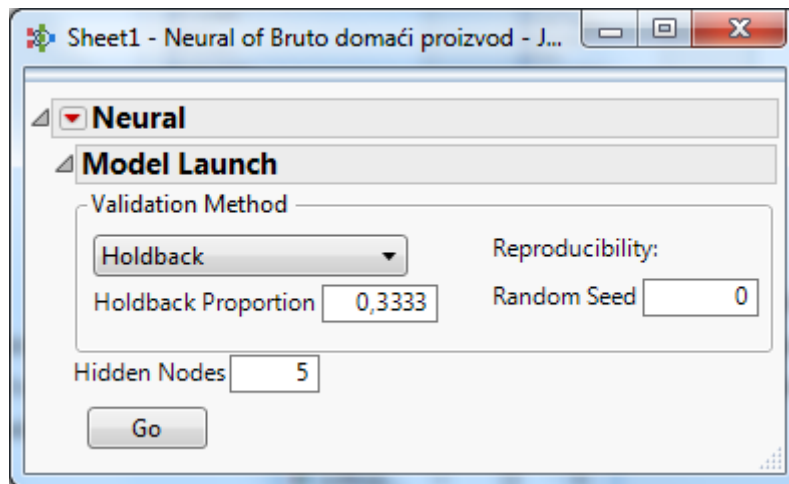 Sheet1 - Neural of Bruto domaći proizvod - J...
Neural
Model Launch
Validation Method
Holdback
Reproducibility:
Holdback Proportion 0,3333
Random Seed 0
Hidden Nodes 5
Go